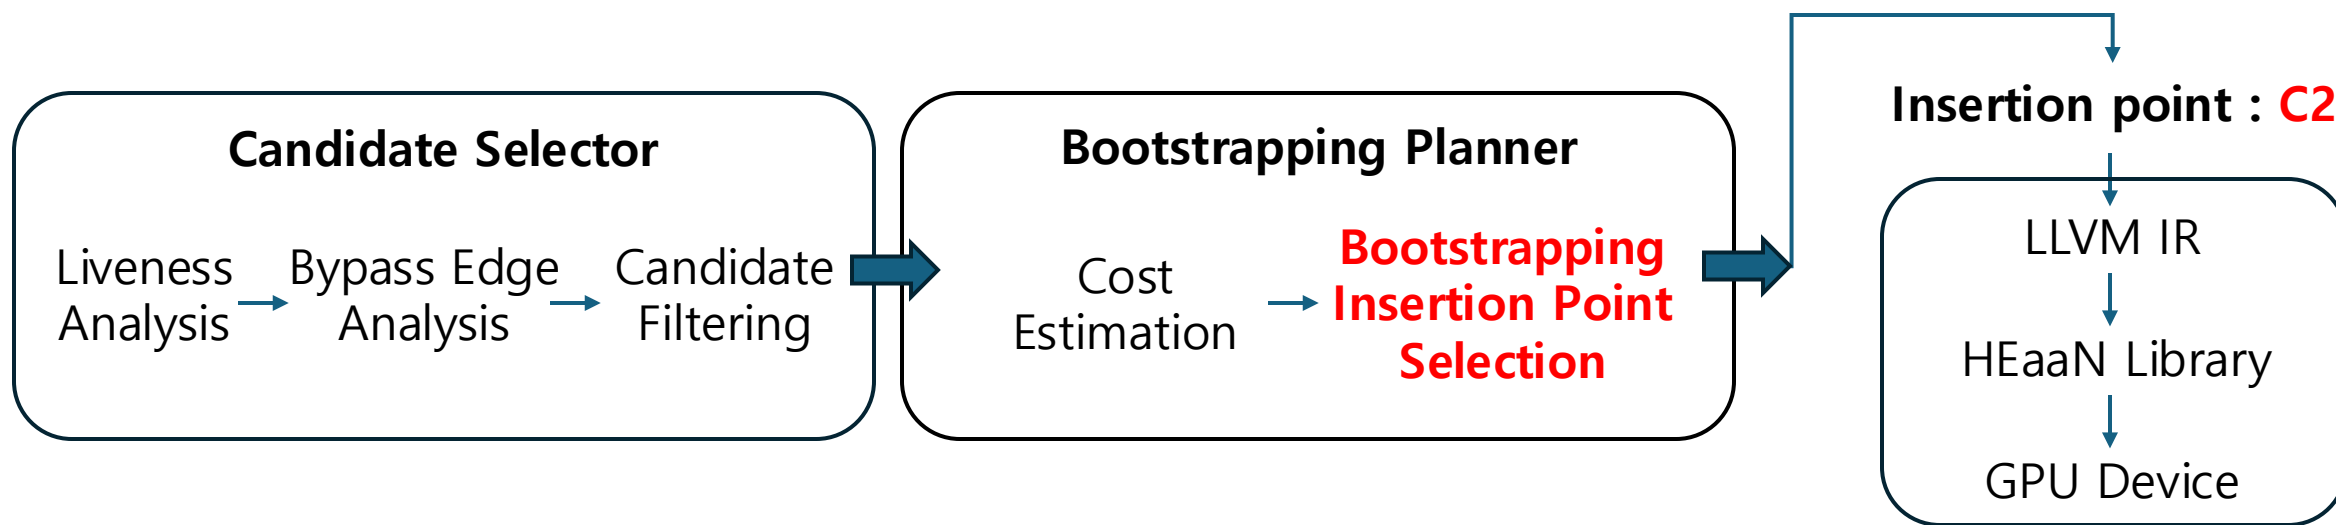 Candidate Selector
Liveness
Analysis
Bypass Edge
Analysis
Candidate
Filtering
Bootstrapping Planner
Cost
Estimation
Bootstrapping
Insertion Point
Selection
Insertion point : C2
LLVM IR
HEaaN Library
GPU Device